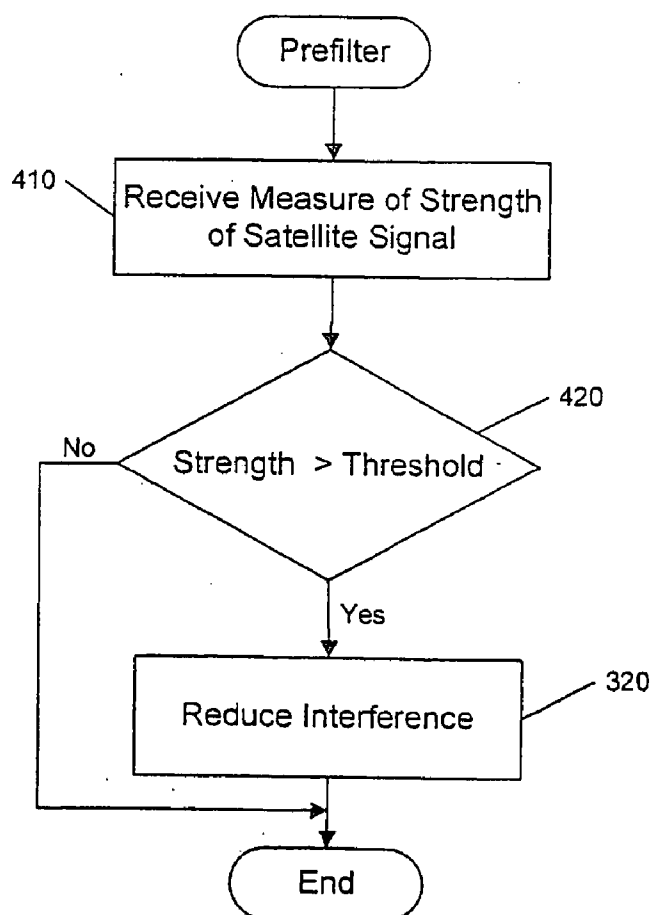 Prefilter
410
Receive Measure of Strength
of Satellite Signal
420
No
Strength > Threshold
Yes
320
Reduce Interference
End